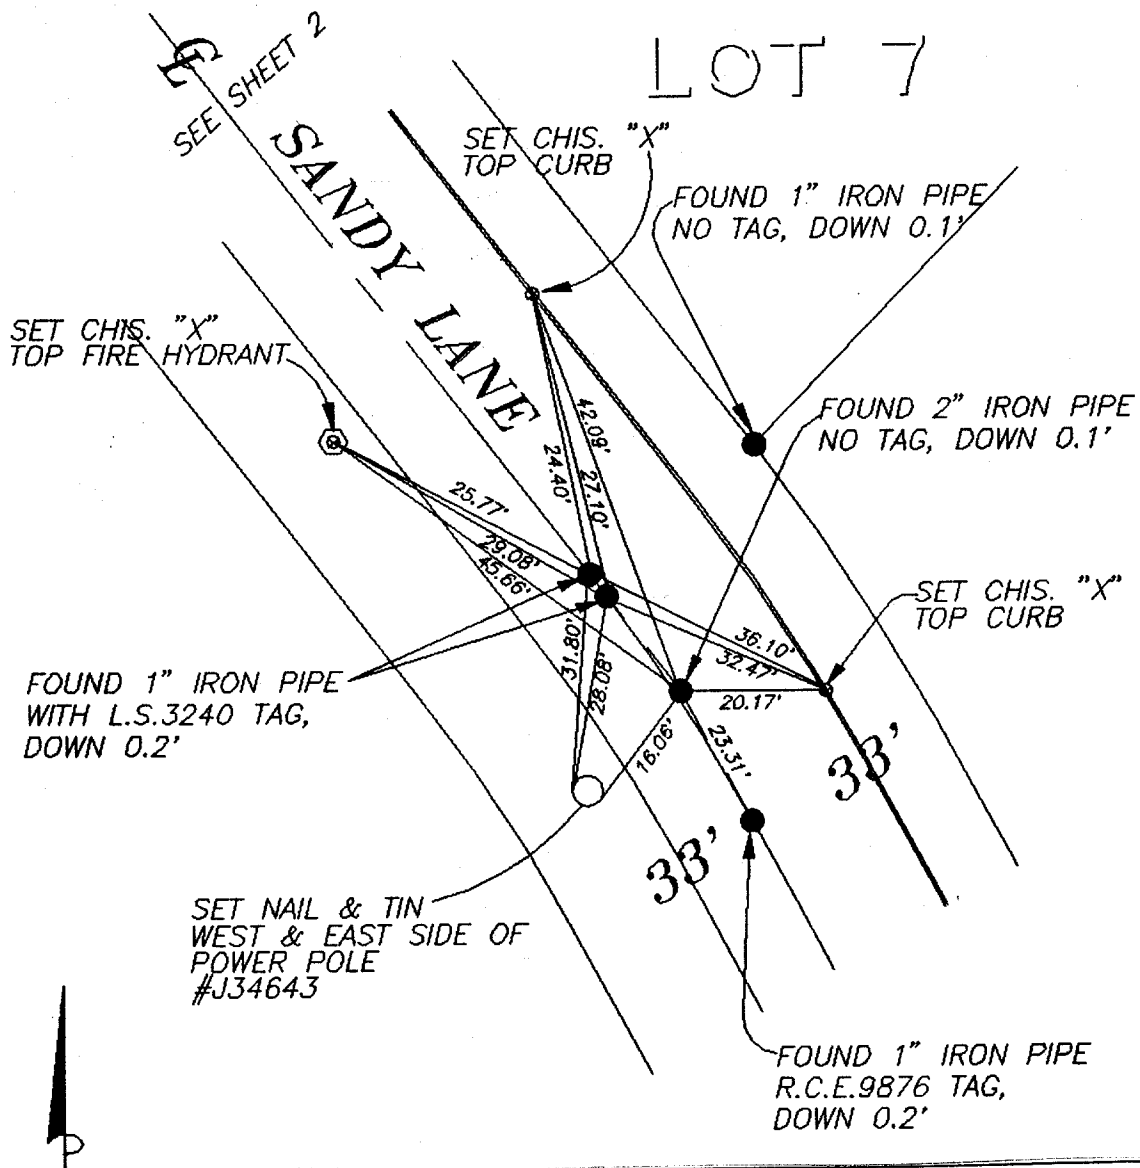 LOT 7
CL
SEE SHEET 2
SANDY LANE
SET CHIS. "X"
TOP CURB
FOUND 1" IRON PIPE
NO TAG, DOWN 0.1'
SET CHIS. "X"
TOP FIRE HYDRANT
FOUND 2" IRON PIPE
NO TAG, DOWN 0.1'
42.09'
24.40'
27.10'
25.77'
29.08'
45.66'
SET CHIS. "X"
TOP CURB
36.10'
32.47'
20.17'
31.80'
28.08'
FOUND 1" IRON PIPE
WITH L.S.3240 TAG,
DOWN 0.2'
16.06'
23.31'
33'
33'
SET NAIL & TIN
WEST & EAST SIDE OF
POWER POLE
#J34643
FOUND 1" IRON PIPE
R.C.E.9876 TAG,
DOWN 0.2'